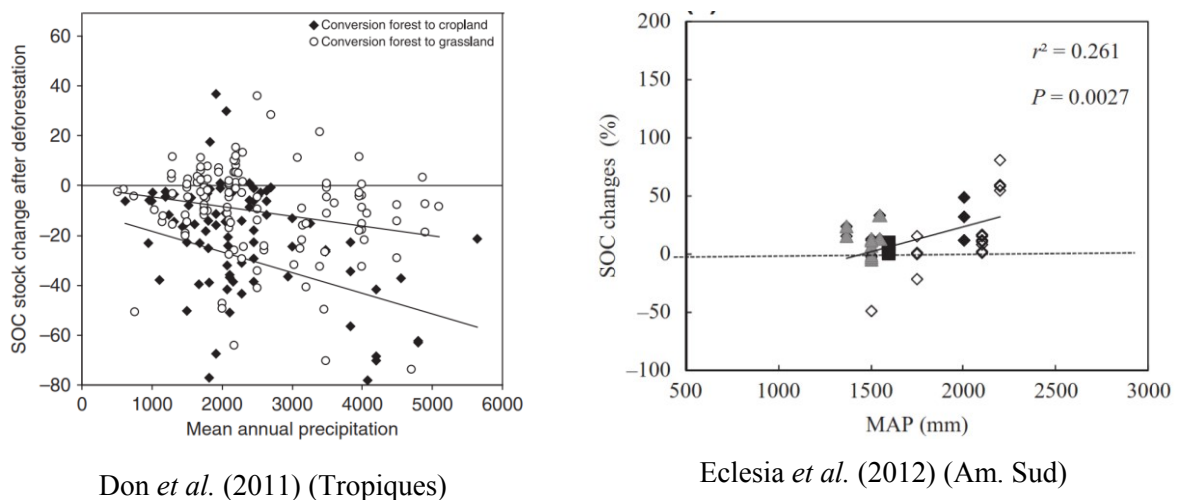 Conversion forest to cropland
Conversion forest to grassland
SOC stock change after deforestation
60
40
20
0
−20
−40
−60
−80
0 1000 2000 3000 4000 5000 6000
Mean annual precipitation
Don et al. (2011) (Tropiques)
SOC changes (%)
200
150
100
50
0
−50
−100
r² = 0.261
P = 0.0027
500 1000 1500 2000 2500 3000
MAP (mm)
Eclesia et al. (2012) (Am. Sud)